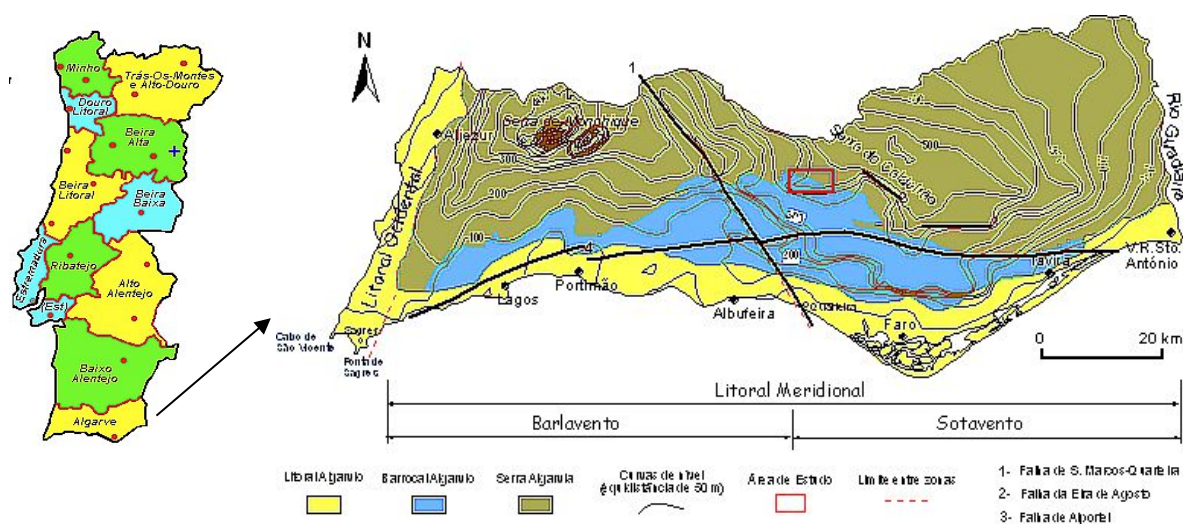 Minho
Trás-Os-Montes
e Alto-Douro
Douro
Litoral
Beira
Alta
Beira
Litoral
Beira
Baixa
Estremadura
Ribatejo
(Est)
Alto
Alentejo
Baixo
Alentejo
Algarve
N
1
Aljezur
Serra de Monchique
300
200
100
Serra do Caldeirão
500
Rio Guadiana
Litoral Ocidental
4
4
200
Lagos
Portimão
Albufeira
Quarteira
Faro
Tavira
V.R.Sto.
António
Cabo de
São Vicente
Sagres
Ponta de
Sagres
0
20 km
Litoral Meridional
Barlavento
Sotavento
Litoral Algarvio
Barrocal Algarvio
Serra Algarvia
Curvas de nível
(equidistância de 50 m)
Área de Estudo
Limite entre zonas
1- Falha de S. Marcos-Quarteira
2- Falha da Eira de Agosto
3- Falha de Alportel